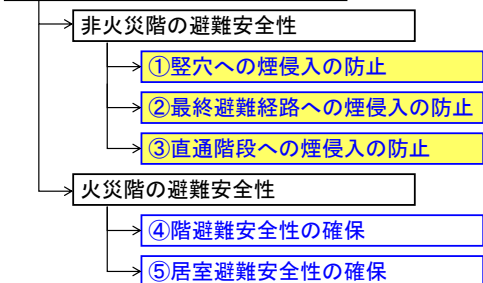 非火災階の避難安全性
①竪穴への煙侵入の防止
②最終避難経路への煙侵入の防止
③直通階段への煙侵入の防止
火災階の避難安全性
④階避難安全性の確保
⑤居室避難安全性の確保